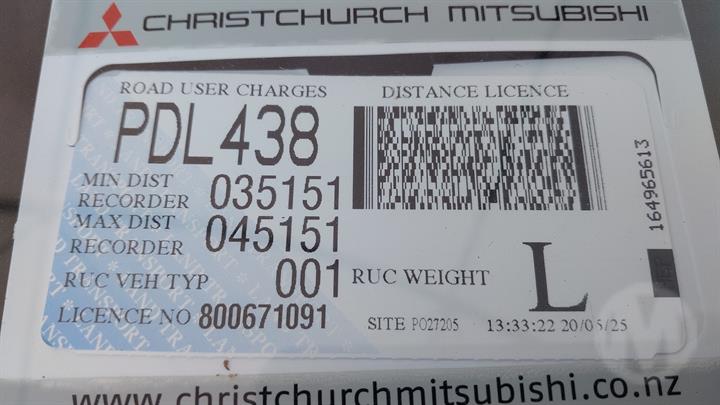 CHRISTCHURCH MITSUBISHI
ROAD USER CHARGES DISTANCE LICENCE
PDL438
MIN DIST RECORDER 035151
MAX DIST RECORDER 045151
RUC VEH TYP 001 RUC WEIGHT L
LICENCE NO 800671091 SITE PO27205 13:33:22 20/05/25
164965613
www.christchurchmitsubishi.co.nz